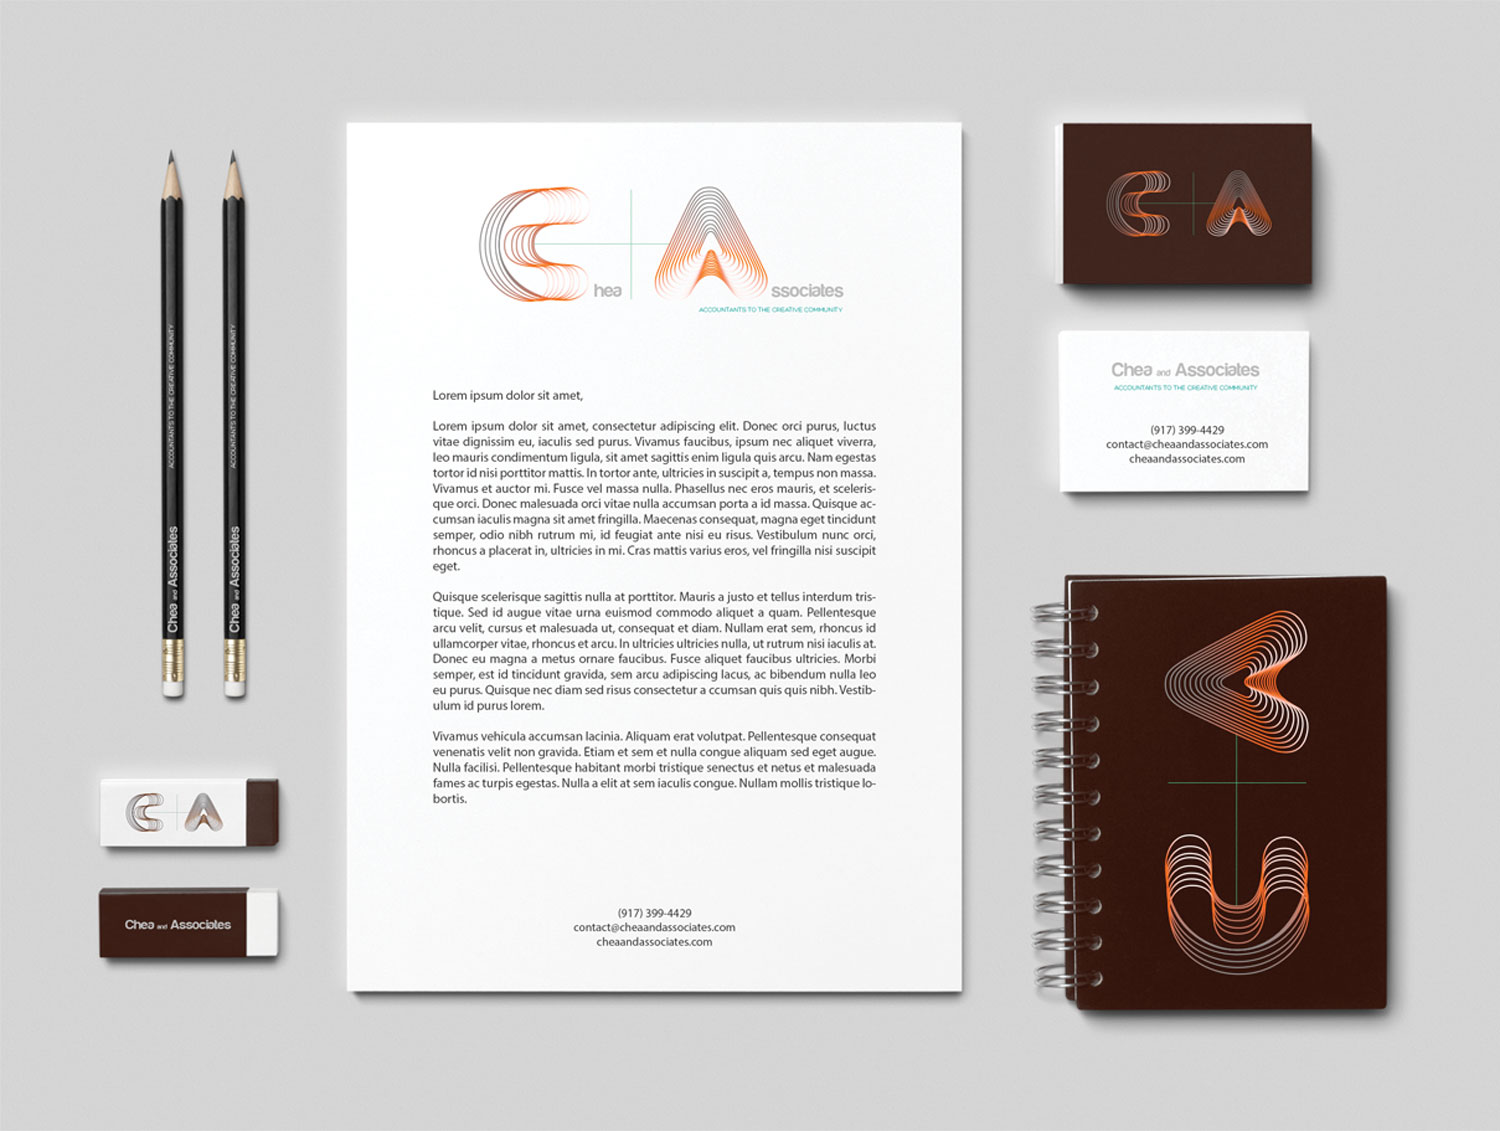 ACCOUNTANTS TO THE CREATIVE COMMUNITY
Chea and Associates
ACCOUNTANTS TO THE CREATIVE COMMUNITY
Chea and Associates
C A
Chea and Associates
C hea A ssociates
ACCOUNTANTS TO THE CREATIVE COMMUNITY
Lorem ipsum dolor sit amet,
Lorem ipsum dolor sit amet, consectetur adipiscing elit. Donec orci purus, luctus
vitae dignissim eu, iaculis sed purus. Vivamus faucibus, ipsum nec aliquet viverra,
leo mauris condimentum ligula, sit amet sagittis enim ligula quis arcu. Nam egestas
tortor id nisi porttitor mattis. In tortor ante, ultricies in suscipit a, tempus non massa.
Vivamus et auctor mi. Fusce vel massa nulla. Phasellus nec eros mauris, et sceleris-
que orci. Donec malesuada orci vitae nulla accumsan porta a id massa. Quisque ac-
cumsan iaculis magna sit amet fringilla. Maecenas consequat, magna eget tincidunt
semper, odio nibh rutrum mi, id feugiat ante nisi eu risus. Vestibulum nunc orci,
rhoncus a placerat in, ultricies in mi. Cras mattis varius eros, vel fringilla nisi suscipit
eget.
Quisque scelerisque sagittis nulla at porttitor. Mauris a justo et tellus interdum tris-
tique. Sed id augue vitae urna euismod commodo aliquet a quam. Pellentesque
arcu velit, cursus et malesuada ut, consequat et diam. Nullam erat sem, rhoncus id
ullamcorper vitae, rhoncus et arcu. In ultricies ultricies nulla, ut rutrum nisi iaculis at.
Donec eu magna a metus ornare faucibus. Fusce aliquet faucibus ultricies. Morbi
semper, est id tincidunt gravida, sem arcu adipiscing lacus, ac bibendum nulla leo
eu purus. Quisque nec diam sed risus consectetur a ccumsan quis quis nibh. Vestib-
ulum id purus lorem.
Vivamus vehicula accumsan lacinia. Aliquam erat volutpat. Pellentesque consequat
venenatis velit non gravida. Etiam et sem et nulla congue aliquam sed eget augue.
Nulla facilisi. Pellentesque habitant morbi tristique senectus et netus et malesuada
fames ac turpis egestas. Nulla a elit at sem iaculis congue. Nullam mollis tristique lo-
bortis.
(917) 399-4429
contact@cheaandassociates.com
cheaandassociates.com
C A
Chea and Associates
ACCOUNTANTS TO THE CREATIVE COMMUNITY
(917) 399-4429
contact@cheaandassociates.com
cheaandassociates.com
C A